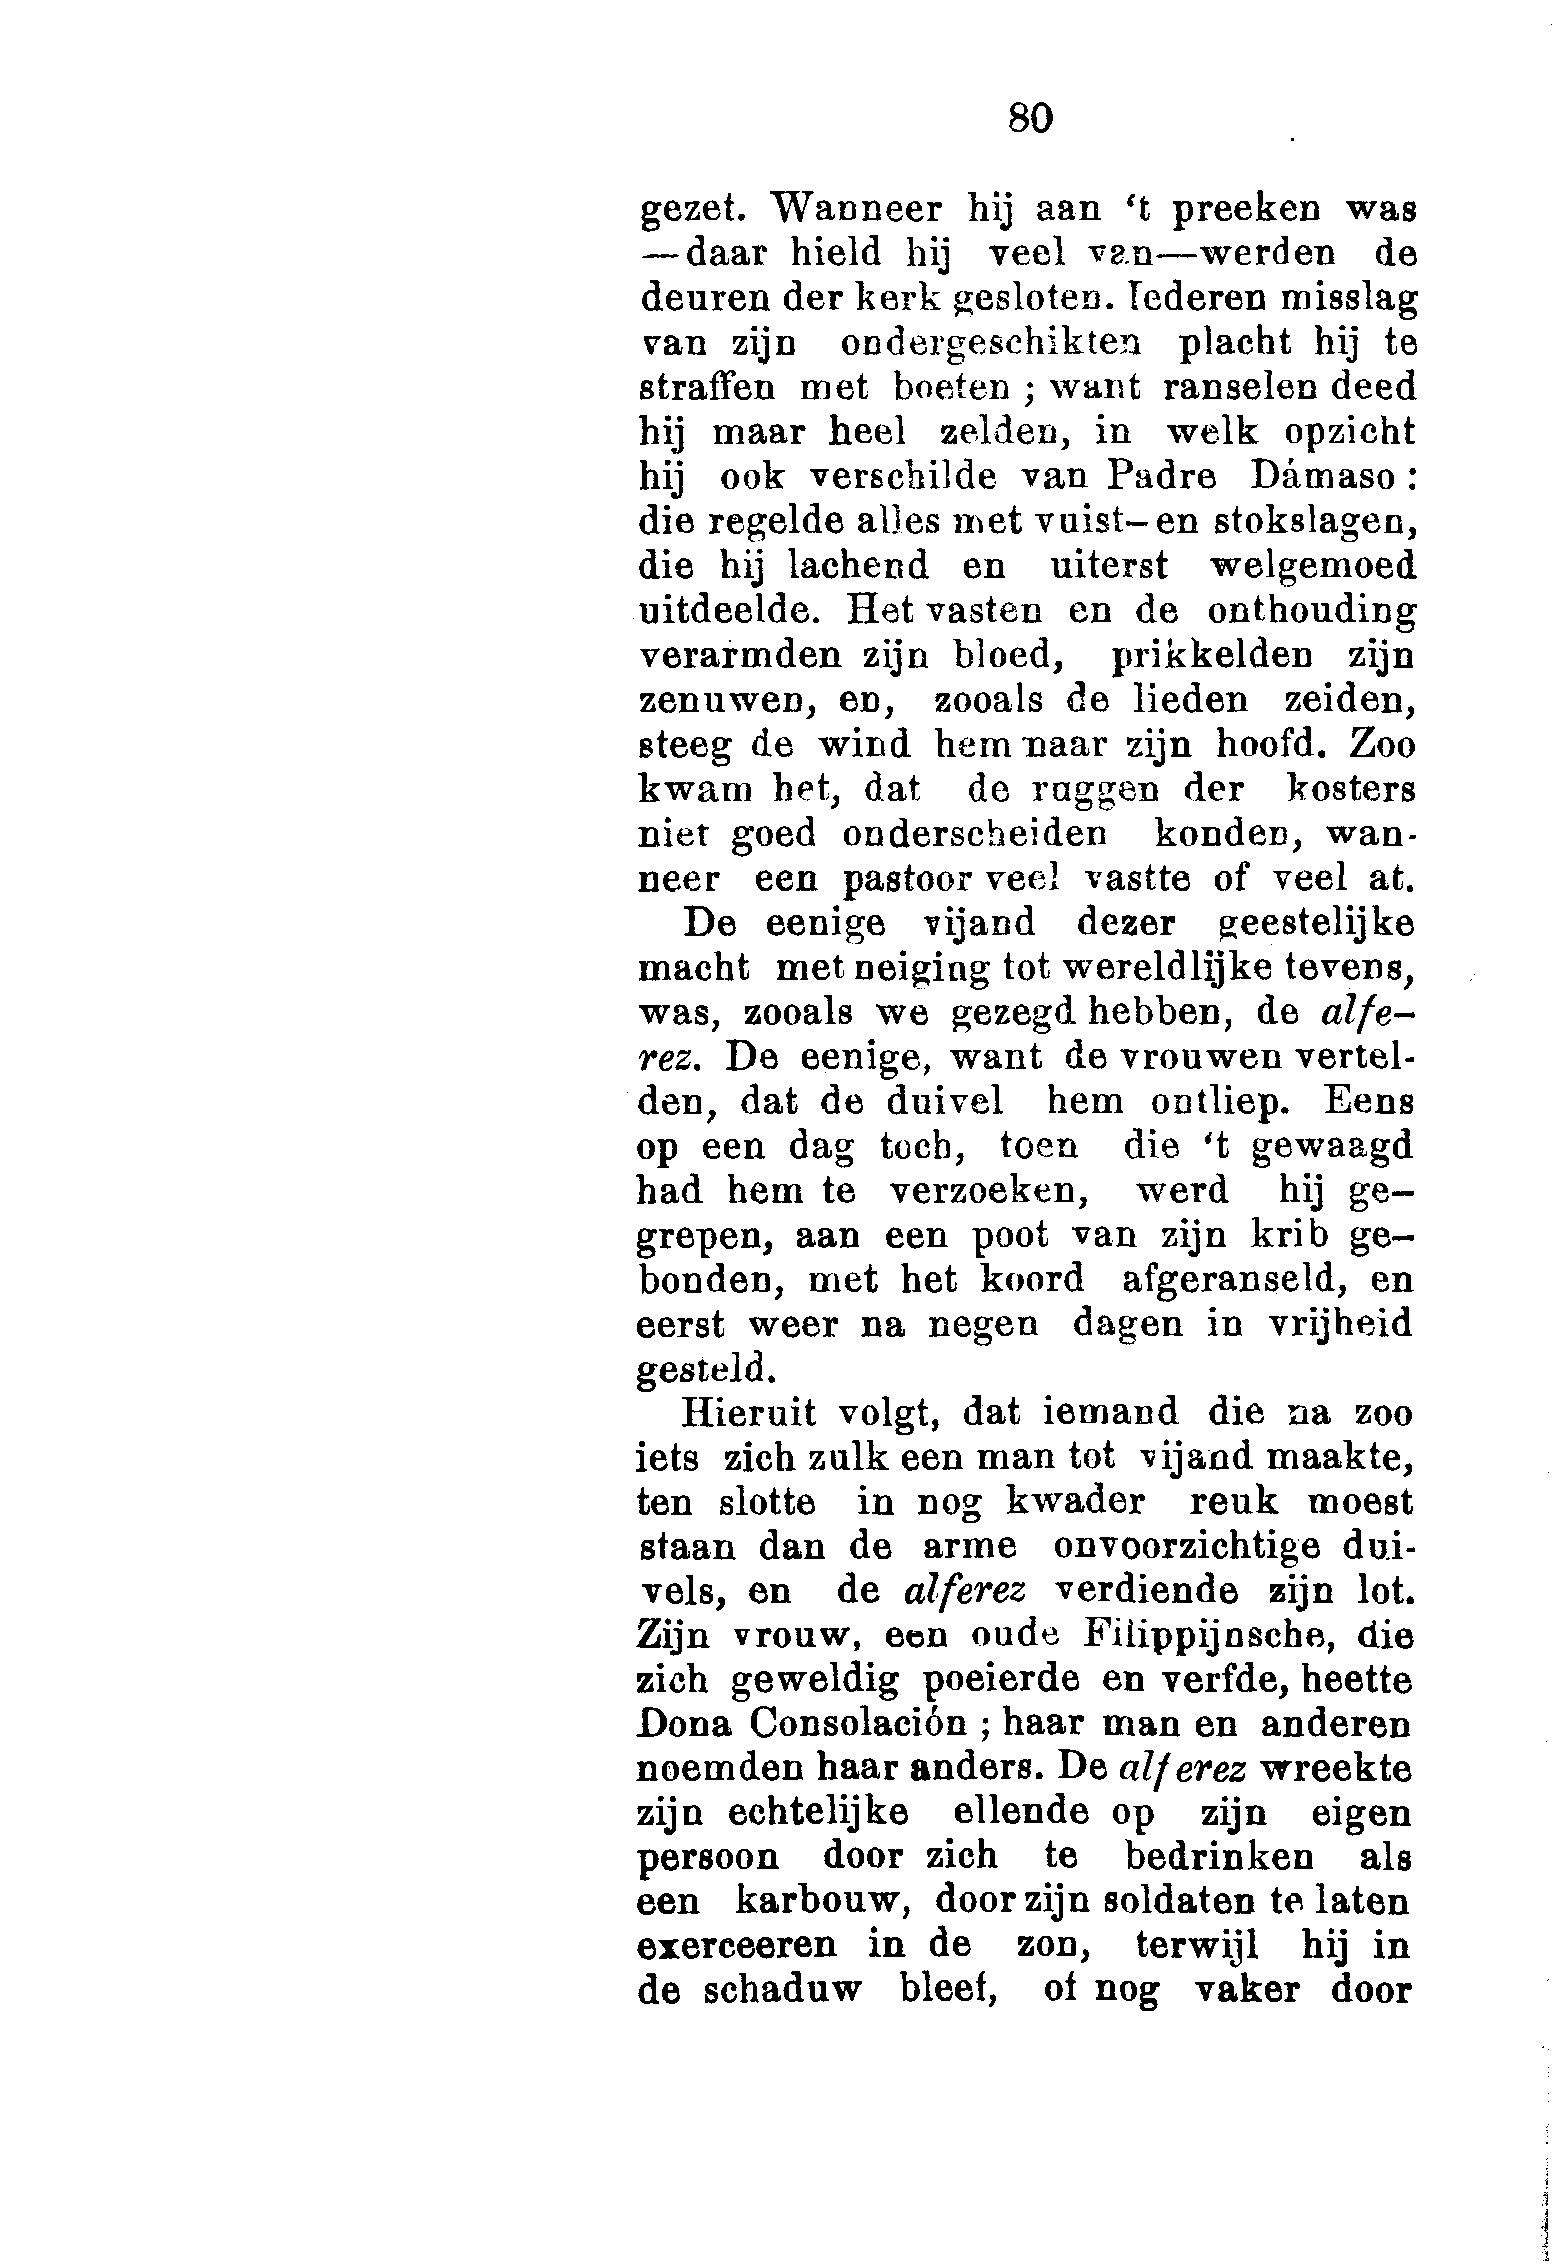 80
gezet. Wanneer hij aan ‘t preeken was
—daar hield hij veel van—werden de
deuren der kerk gesloten. Iederen misslag
van zijn ondergeschikten placht hij te
straffen met boeten ; want ranselen deed
hij maar heel zelden, in welk opzicht
hij ook verschilde van Padre Dámaso :
die regelde alles met vuist-en stokslagen,
die hij lachend en uiterst welgemoed
uitdeelde. Het vasten en de onthouding
verarmden zijn bloed, prikkelden zijn
zenuwen, en, zooals de lieden zeiden,
steeg de wind hem naar zijn hoofd. Zoo
kwam het, dat de ruggen der kosters
niet goed onderscheiden konden, wan-
neer een pastoor veel vastte of veel at.
De eenige vijand dezer geestelijke
macht met neiging tot wereldlijke tevens,
was, zooals we gezegd hebben, de alfe-
rez. De eenige, want de vrouwen vertel-
den, dat de duivel hem ontliep. Eens
op een dag toch, toen die ‘t gewaagd
had hem te verzoeken, werd hij ge-
grepen, aan een poot van zijn krib ge-
bonden, met het koord afgeranseld, en
eerst weer na negen dagen in vrijheid
gesteld.
Hieruit volgt, dat iemand die na zoo
iets zich zulk een man tot vijand maakte,
ten slotte in nog kwader reuk moest
staan dan de arme onvoorzichtige dui-
vels, en de alferez verdiende zijn lot.
Zijn vrouw, een oude Filippijnsche, die
zich geweldig poeierde en verfde, heette
Dona Consolación ; haar man en anderen
noemden haar anders. De alferez wreekte
zijn echtelijke ellende op zijn eigen
persoon door zich te bedrinken als
een karbouw, door zijn soldaten te laten
exerceeren in de zon, terwijl hij in
de schaduw bleef, of nog vaker door